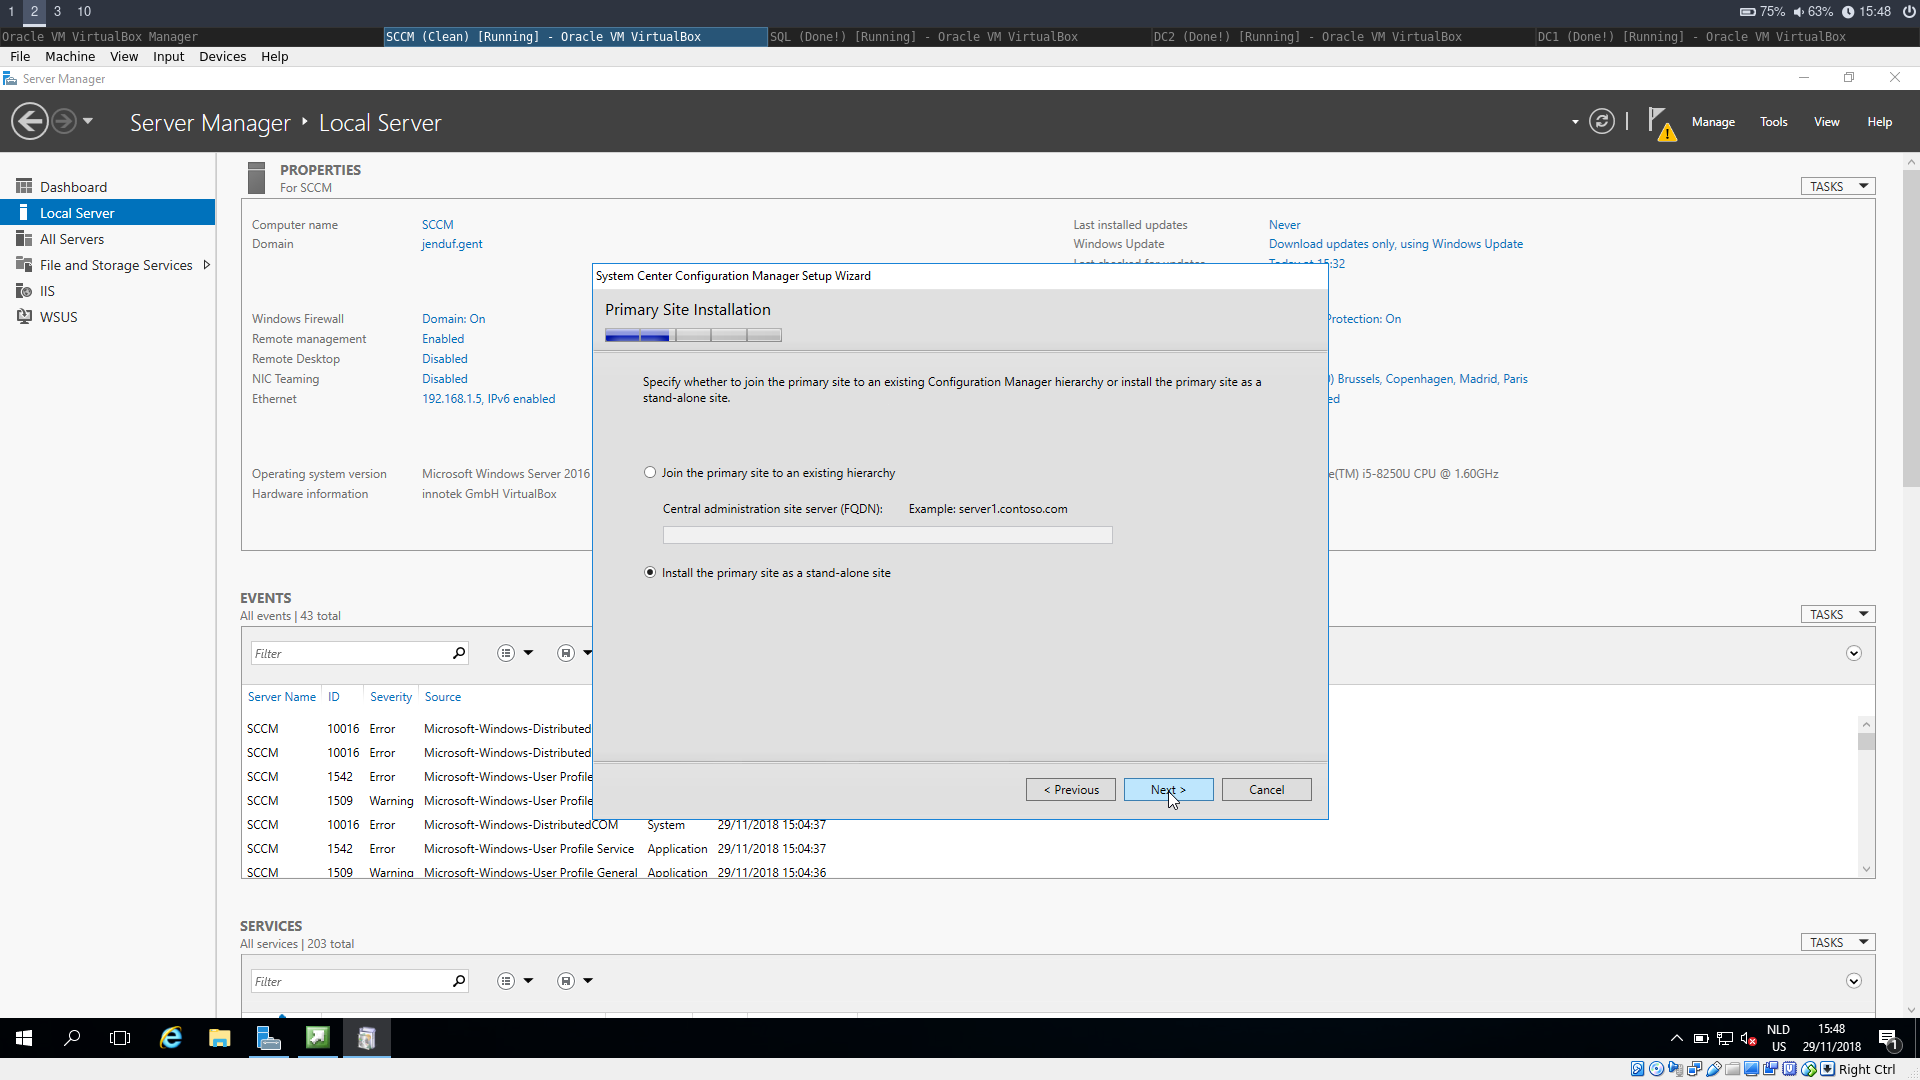 1 2 3 10
75% 63% 15:48
Oracle VM VirtualBox Manager
SCCM (Clean) [Running] - Oracle VM VirtualBox
SQL (Done!) [Running] - Oracle VM VirtualBox
DC2 (Done!) [Running] - Oracle VM VirtualBox
DC1 (Done!) [Running] - Oracle VM VirtualBox
File Machine View Input Devices Help
Server Manager
Server Manager Local Server
Manage Tools View Help
Dashboard
Local Server
All Servers
File and Storage Services
IIS
WSUS
PROPERTIES
For SCCM
TASKS
Computer name SCCM
Domain jenduf.gent
Last installed updates Never
Windows Update Download updates only, using Windows Update
Windows Firewall Domain: On
Remote management Enabled
Remote Desktop Disabled
NIC Teaming Disabled
Ethernet 192.168.1.5, IPv6 enabled
Protection: On
Brussels, Copenhagen, Madrid, Paris
Operating system version Microsoft Windows Server 2016
Hardware information innotek GmbH VirtualBox
(TM) i5-8250U CPU @ 1.60GHz
System Center Configuration Manager Setup Wizard
Primary Site Installation
Specify whether to join the primary site to an existing Configuration Manager hierarchy or install the primary site as a
stand-alone site.
Join the primary site to an existing hierarchy
Central administration site server (FQDN): Example: server1.contoso.com
Install the primary site as a stand-alone site
< Previous Next > Cancel
EVENTS
All events | 43 total
TASKS
Filter
Server Name ID Severity Source
SCCM 10016 Error Microsoft-Windows-Distributed
SCCM 10016 Error Microsoft-Windows-Distributed
SCCM 1542 Error Microsoft-Windows-User Profile
SCCM 1509 Warning Microsoft-Windows-User Profile
SCCM 10016 Error Microsoft-Windows-DistributedCOM System 29/11/2018 15:04:37
SCCM 1542 Error Microsoft-Windows-User Profile Service Application 29/11/2018 15:04:37
SCCM 1509 Warning Microsoft-Windows-User Profile General Application 29/11/2018 15:04:36
SERVICES
All services | 203 total
TASKS
Filter
NLD
US
15:48
29/11/2018
1
Right Ctrl